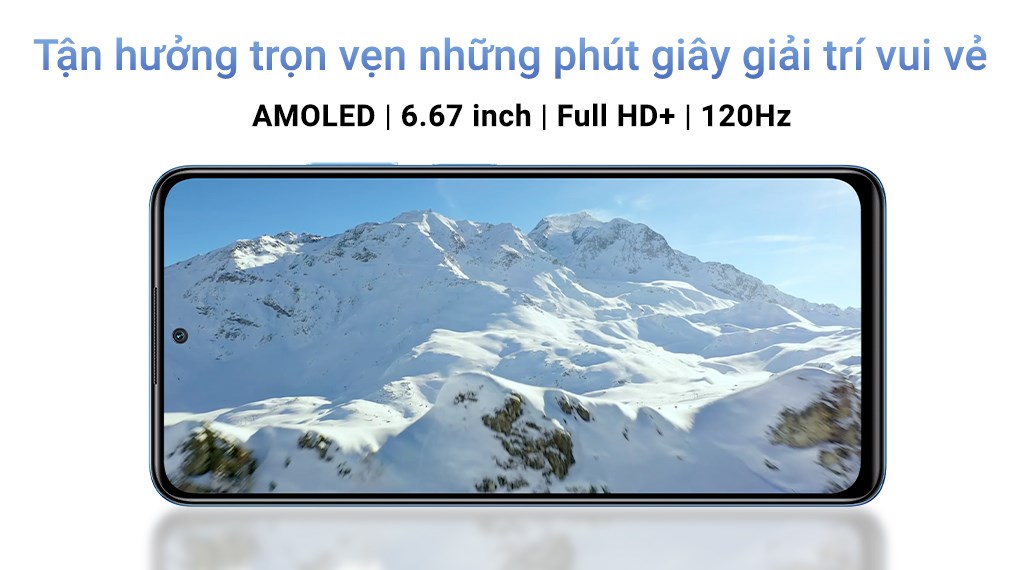 Tận hưởng trọn vẹn những phút giây giải trí vui vẻ
AMOLED | 6.67 inch | Full HD+ | 120Hz